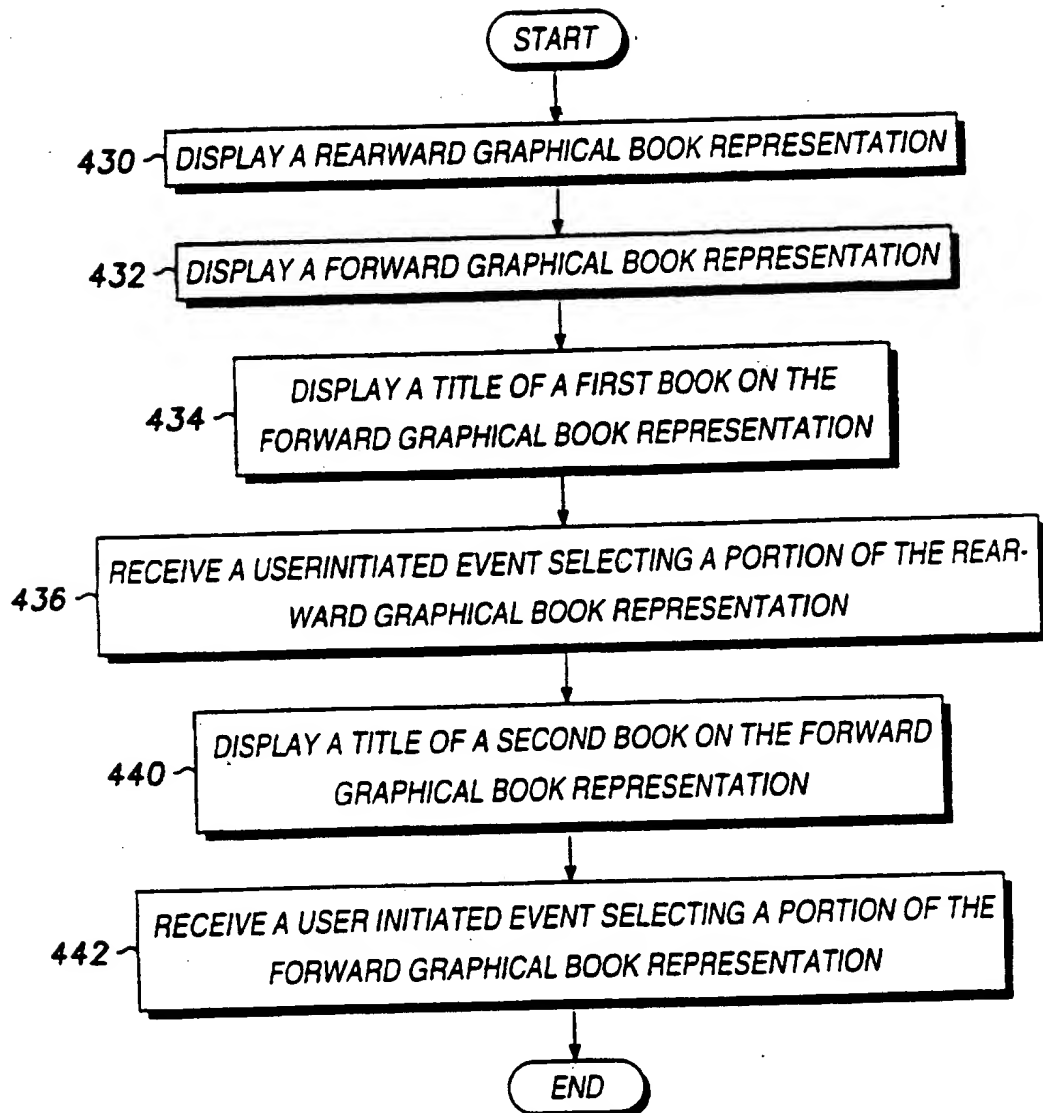 START
430 DISPLAY A REARWARD GRAPHICAL BOOK REPRESENTATION
432 DISPLAY A FORWARD GRAPHICAL BOOK REPRESENTATION
DISPLAY A TITLE OF A FIRST BOOK ON THE
434 FORWARD GRAPHICAL BOOK REPRESENTATION
RECEIVE A USERINITIATED EVENT SELECTING A PORTION OF THE REAR-
436 WARD GRAPHICAL BOOK REPRESENTATION
DISPLAY A TITLE OF A SECOND BOOK ON THE FORWARD
440 GRAPHICAL BOOK REPRESENTATION
RECEIVE A USER INITIATED EVENT SELECTING A PORTION OF THE
442 FORWARD GRAPHICAL BOOK REPRESENTATION
END